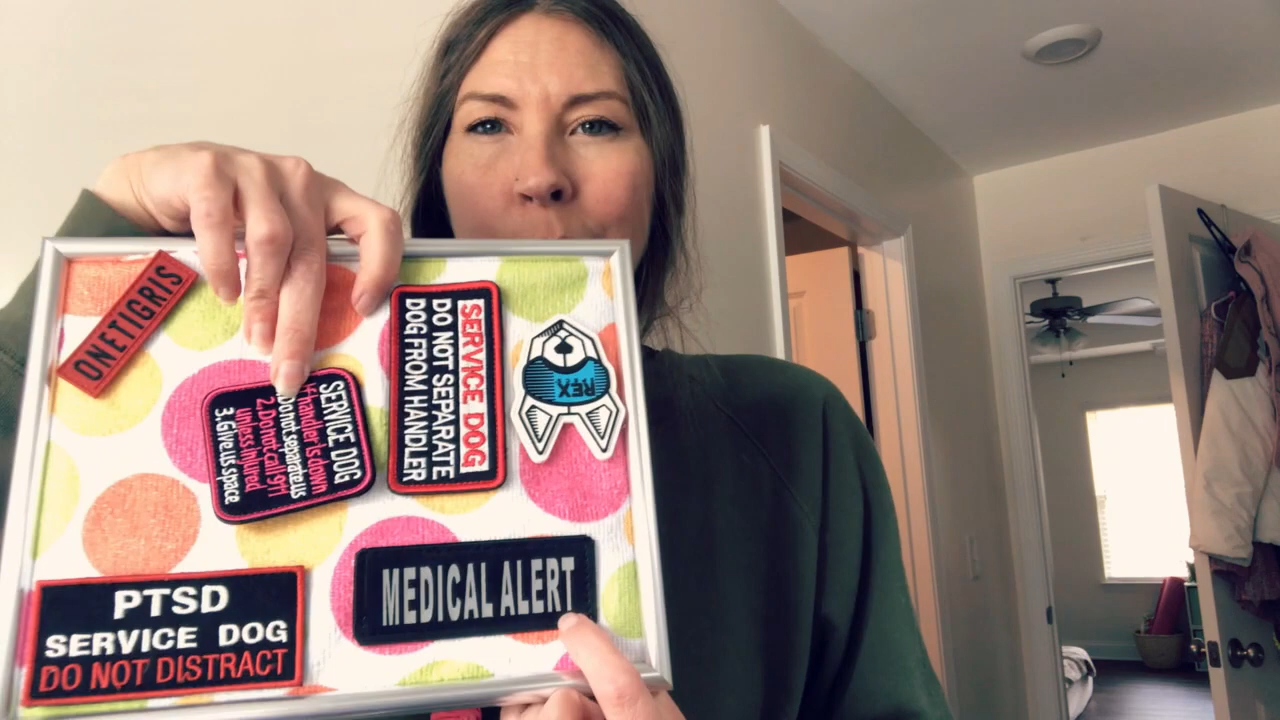 ONETIGRIS
SERVICE DOG
If handler is down
Do not separate us
2. Do not call 911
unless injured
3. Give us space
SERVICE DOG
DO NOT SEPARATE
DOG FROM HANDLER
REX
PTSD
SERVICE DOG
DO NOT DISTRACT
MEDICAL ALERT